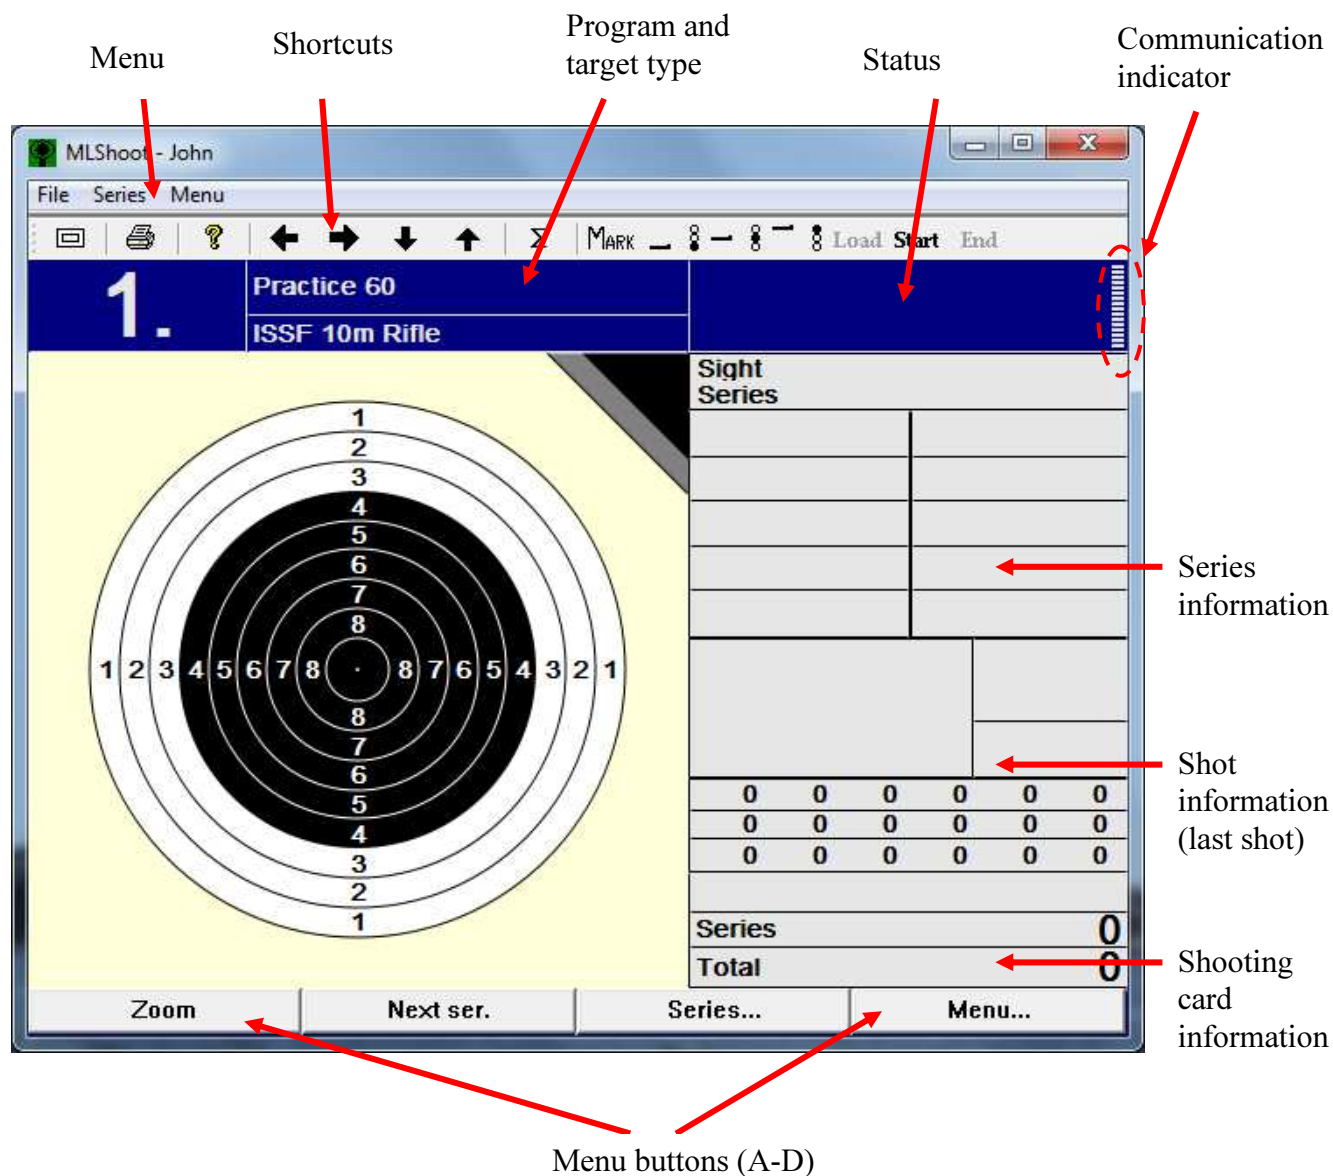 Menu
Shortcuts
Program and
target type
Status
Communication
indicator
MLShoot - John
File Series Menu
? Σ MARK Load Start End
1.
Practice 60
ISSF 10m Rifle
Sight
Series
1
2
3
4
5
6
7
8
1 2 3 4 5 6 7 8 8 7 6 5 4 3 2 1
8
7
6
5
4
3
2
1
Series
information
Shot
information
(last shot)
0 0 0 0 0 0
0 0 0 0 0 0
0 0 0 0 0 0
Series 0
Total 0
Shooting
card
information
Zoom Next ser. Series... Menu...
Menu buttons (A-D)